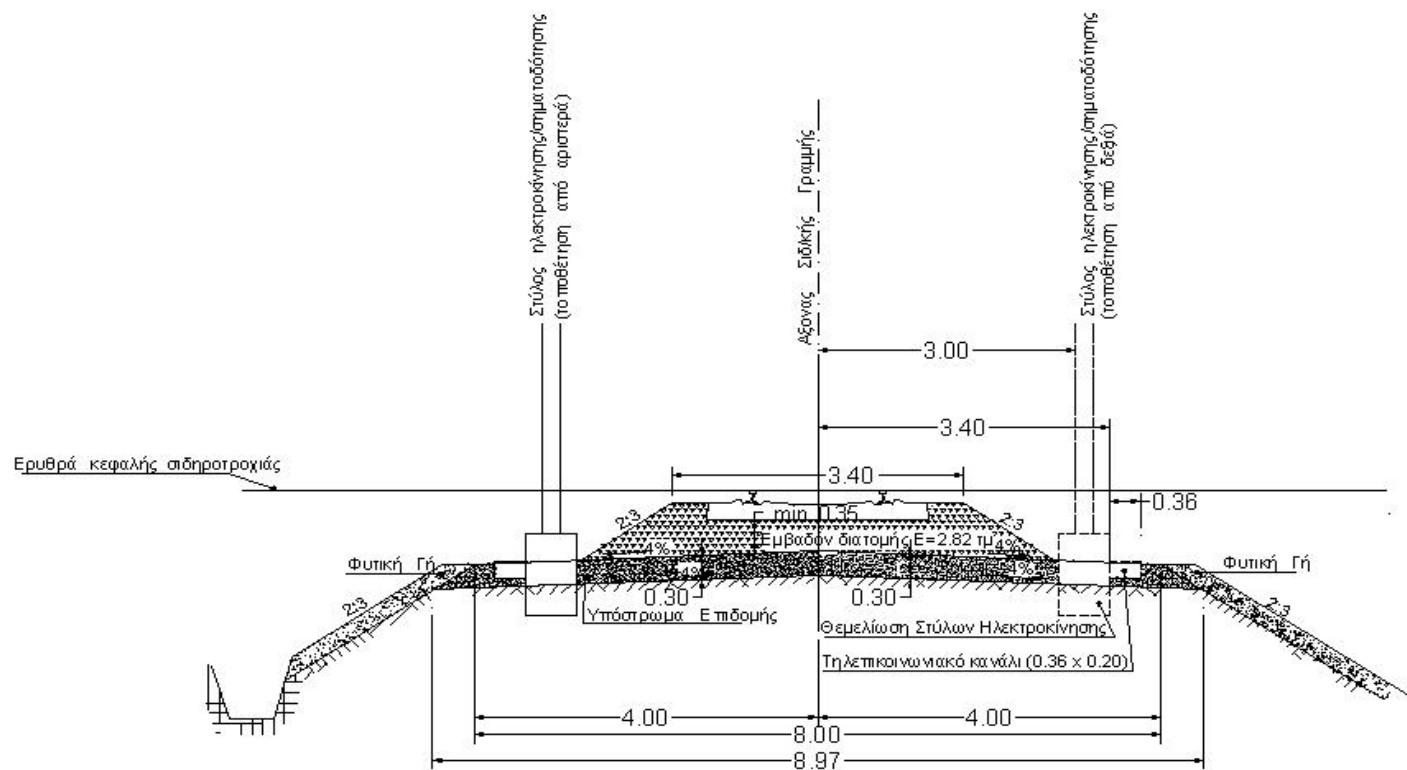 Στύλος ηλεκτροκίνησης/σηματοδότησης
(τοποθέτηση από αριστερά)
Αξονας Σιδ/κής Γραμμής
Στύλος ηλεκτροκίνησης/σηματοδότησης
(τοποθέτηση από δεξιά)
3.00
3.40
Ερυθρά κεφαλής σιδηροτροχιάς
3.40
0.36
2:3
min 0.35
2:3
Εμβαδόν διατομής Ε=2.82 τμ
4%
4%
Φυτική Γή
4%
4%
Φυτική Γή
2:3
0.30
0.30
2:3
Υπόστρωμα Επιδομής
Θεμελίωση Στύλων Ηλεκτροκίνησης
Τηλεπικοινωνιακό κανάλι (0.36 x 0.20)
4.00
4.00
8.00
8.97